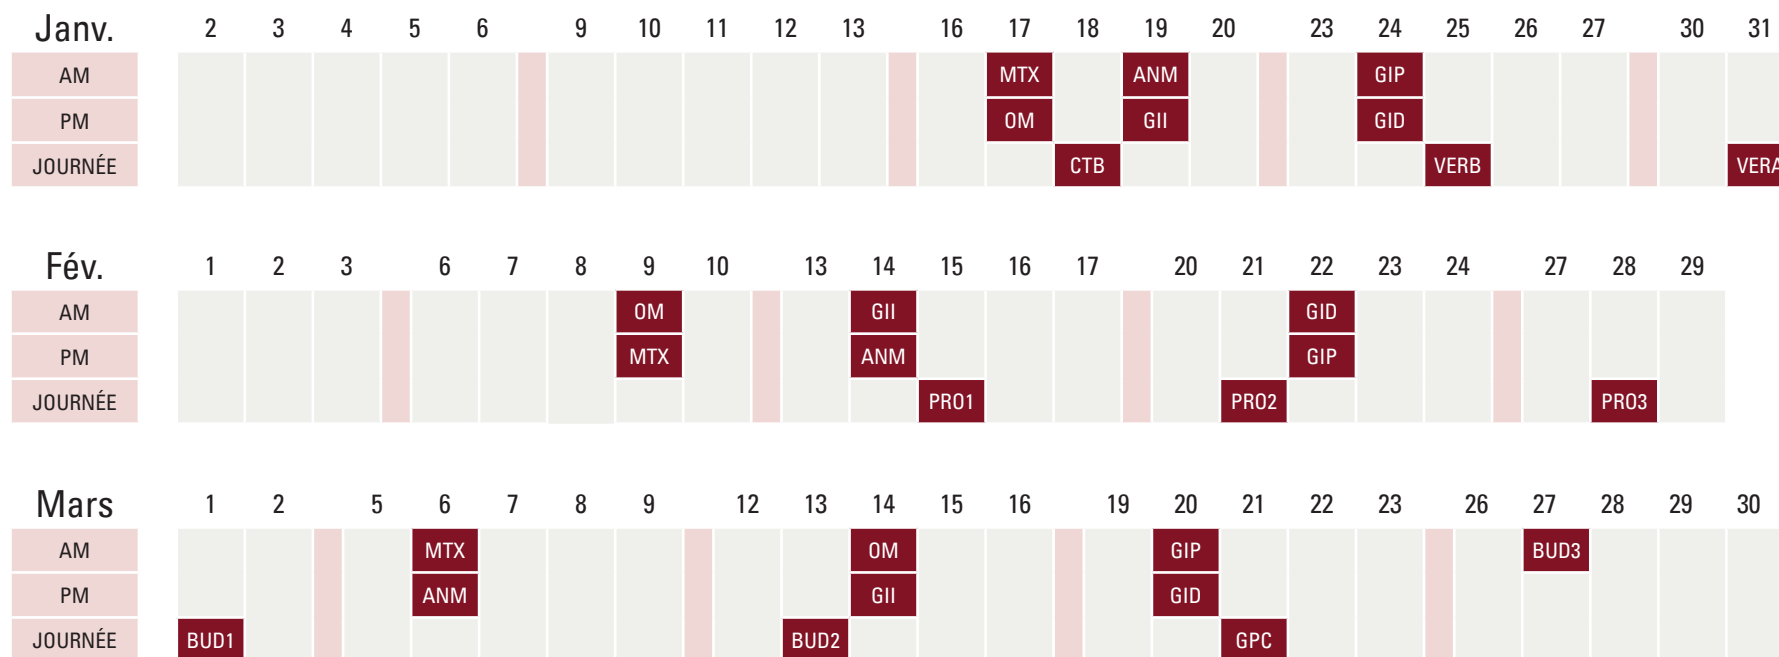 Janv. 2 3 4 5 6 9 10 11 12 13 16 17 18 19 20 23 24 25 26 27 30 31
AM MTX ANM GIP
PM OM GII GID
JOURNÉE CTB VERB VERA
Fév. 1 2 3 6 7 8 9 10 13 14 15 16 17 20 21 22 23 24 27 28 29
AM OM GII GID
PM MTX ANM GIP
JOURNÉE PRO1 PRO2 PRO3
Mars 1 2 5 6 7 8 9 12 13 14 15 16 19 20 21 22 23 26 27 28 29 30
AM MTX OM GIP BUD3
PM ANM GII GID
JOURNÉE BUD1 BUD2 GPC